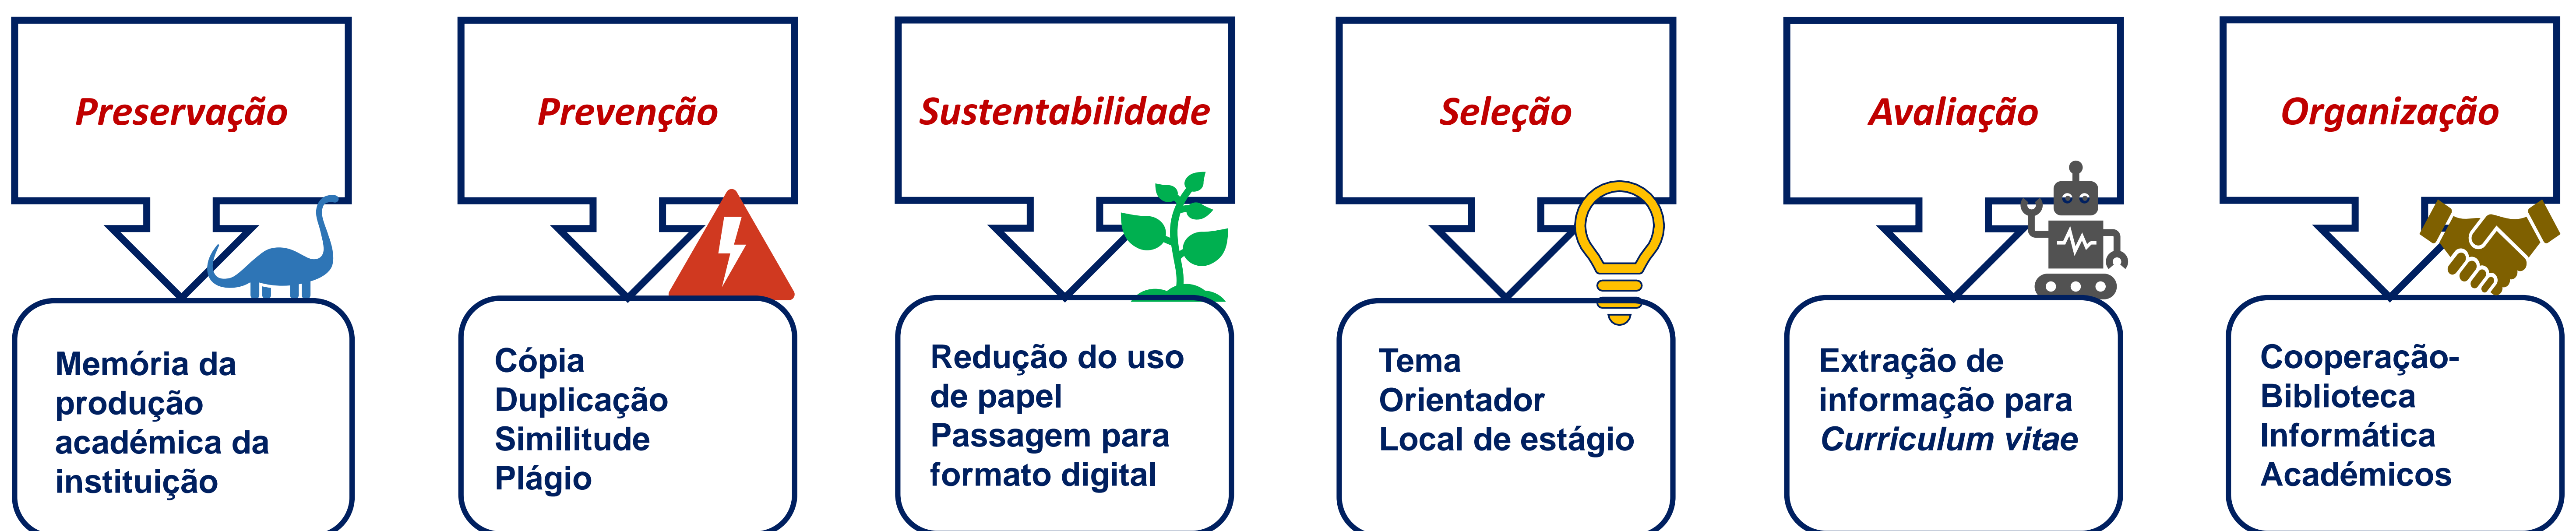 Preservação
Memória da
produção
académica da
instituição
Prevenção
Cópia
Duplicação
Similitude
Plágio
Sustentabilidade
Redução do uso
de papel
Passagem para
formato digital
Seleção
Tema
Orientador
Local de estágio
Avaliação
Extração de
informação para
Curriculum vitae
Organização
Cooperação-
Biblioteca
Informática
Académicos